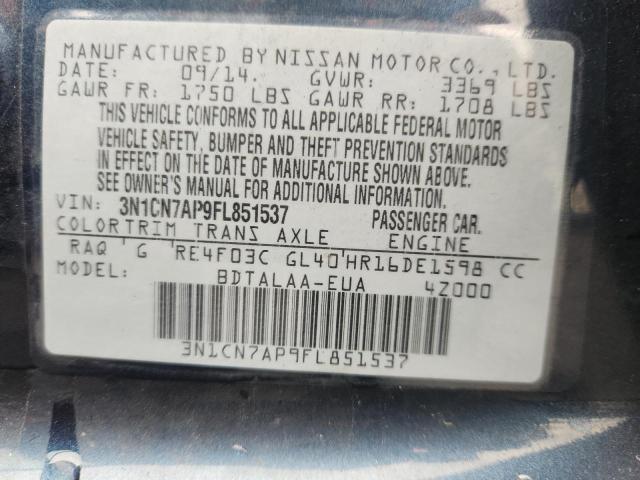 MANUFACTURED BY NISSAN MOTOR CO., LTD.
DATE: 09/14 GVWR: 3369 LBS
GAWR FR: 1750 LBS GAWR RR: 1708 LBS
THIS VEHICLE CONFORMS TO ALL APPLICABLE FEDERAL MOTOR
VEHICLE SAFETY, BUMPER AND THEFT PREVENTION STANDARDS
IN EFFECT ON THE DATE OF MANUFACTURE SHOWN ABOVE.
SEE OWNER'S MANUAL FOR ADDITIONAL INFORMATION.
VIN: 3N1CN7AP9FL851537 PASSENGER CAR.
COLOR TRIM TRANS AXLE ENGINE
RAQ G RE4F03C GL40 HR16DE1598 CC
MODEL: BDTALAA-EUA 4Z000
3N1CN7AP9FL851537